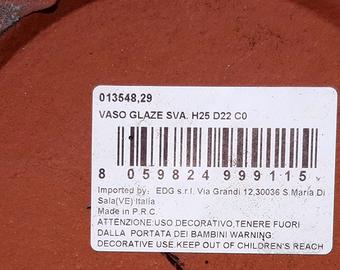 013548,29
VASO GLAZE SVA. H25 D22 C0
8 059824 999115
Imported by: EDG s.r.l. Via Grandi 12,30036 S.Maria Di
Sala(VE) Italia
Made in P.R.C.
ATTENZIONE:USO DECORATIVO,TENERE FUORI
DALLA PORTATA DEI BAMBINI WARNING:
DECORATIVE USE.KEEP OUT OF CHILDREN'S REACH